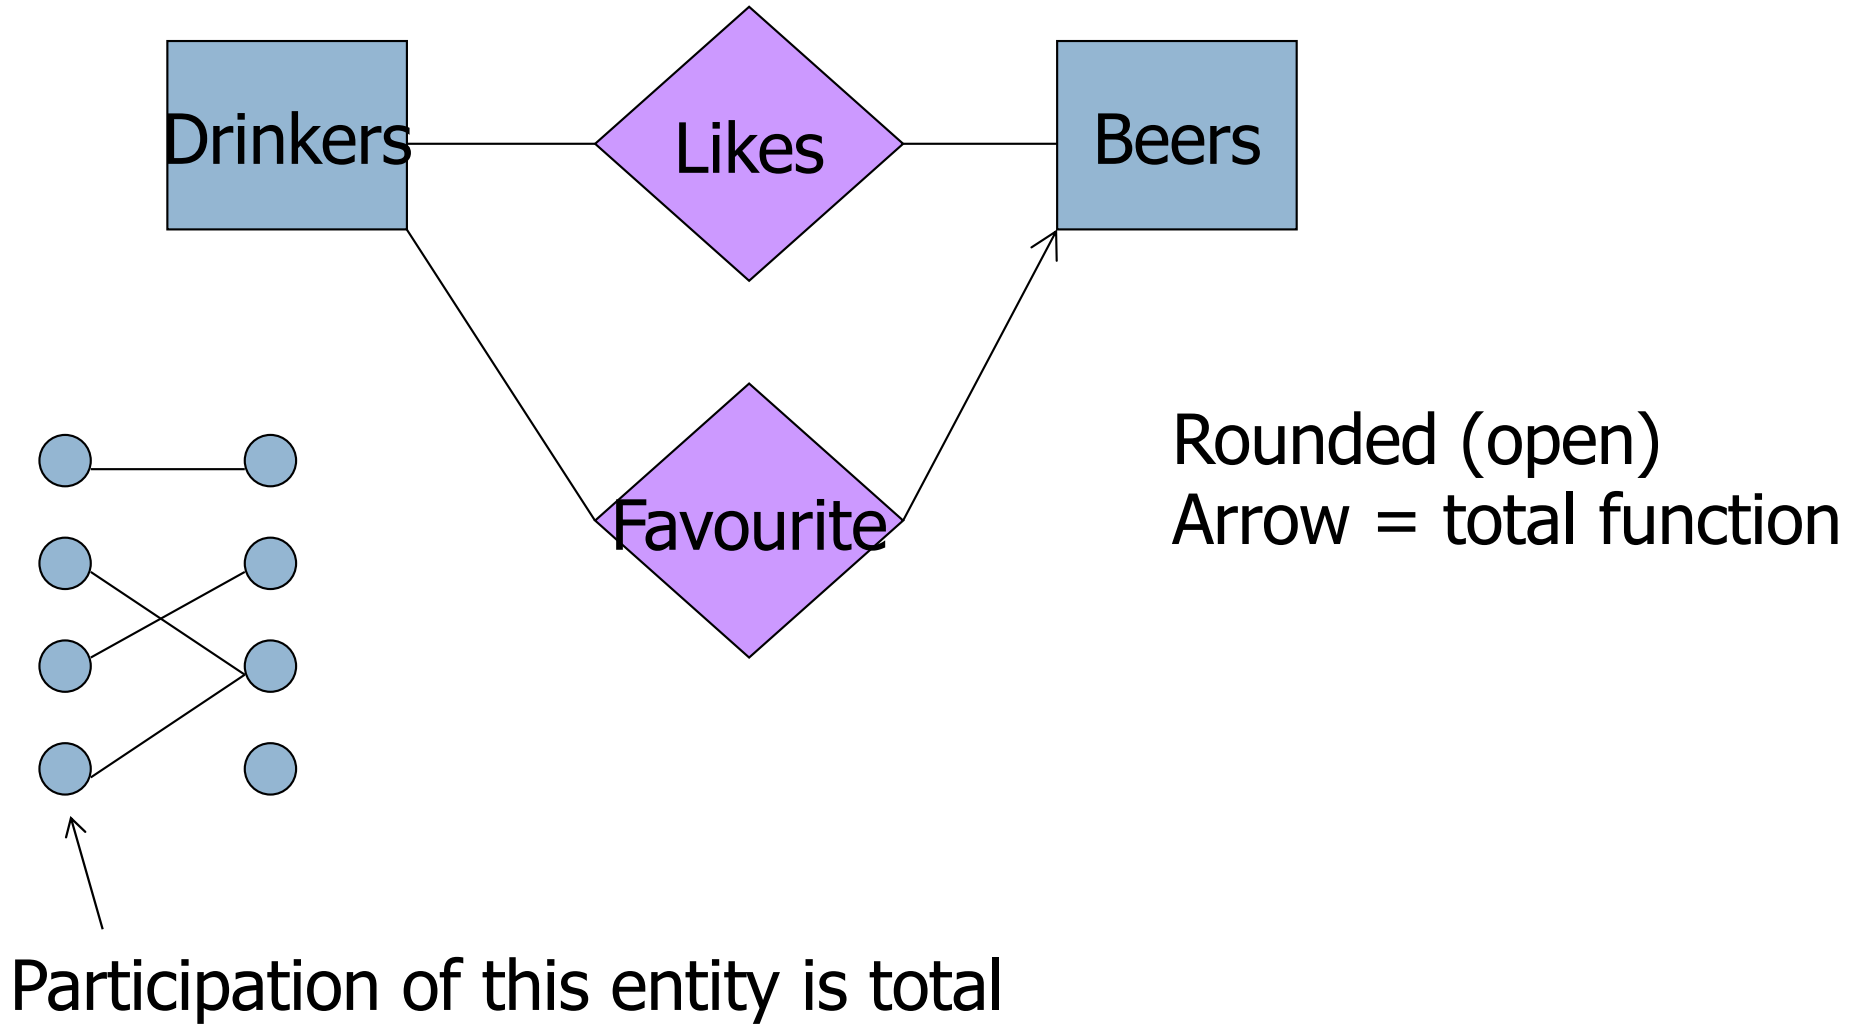 Drinkers
Likes
Beers
Favourite
Rounded (open)
Arrow = total function
Participation of this entity is total